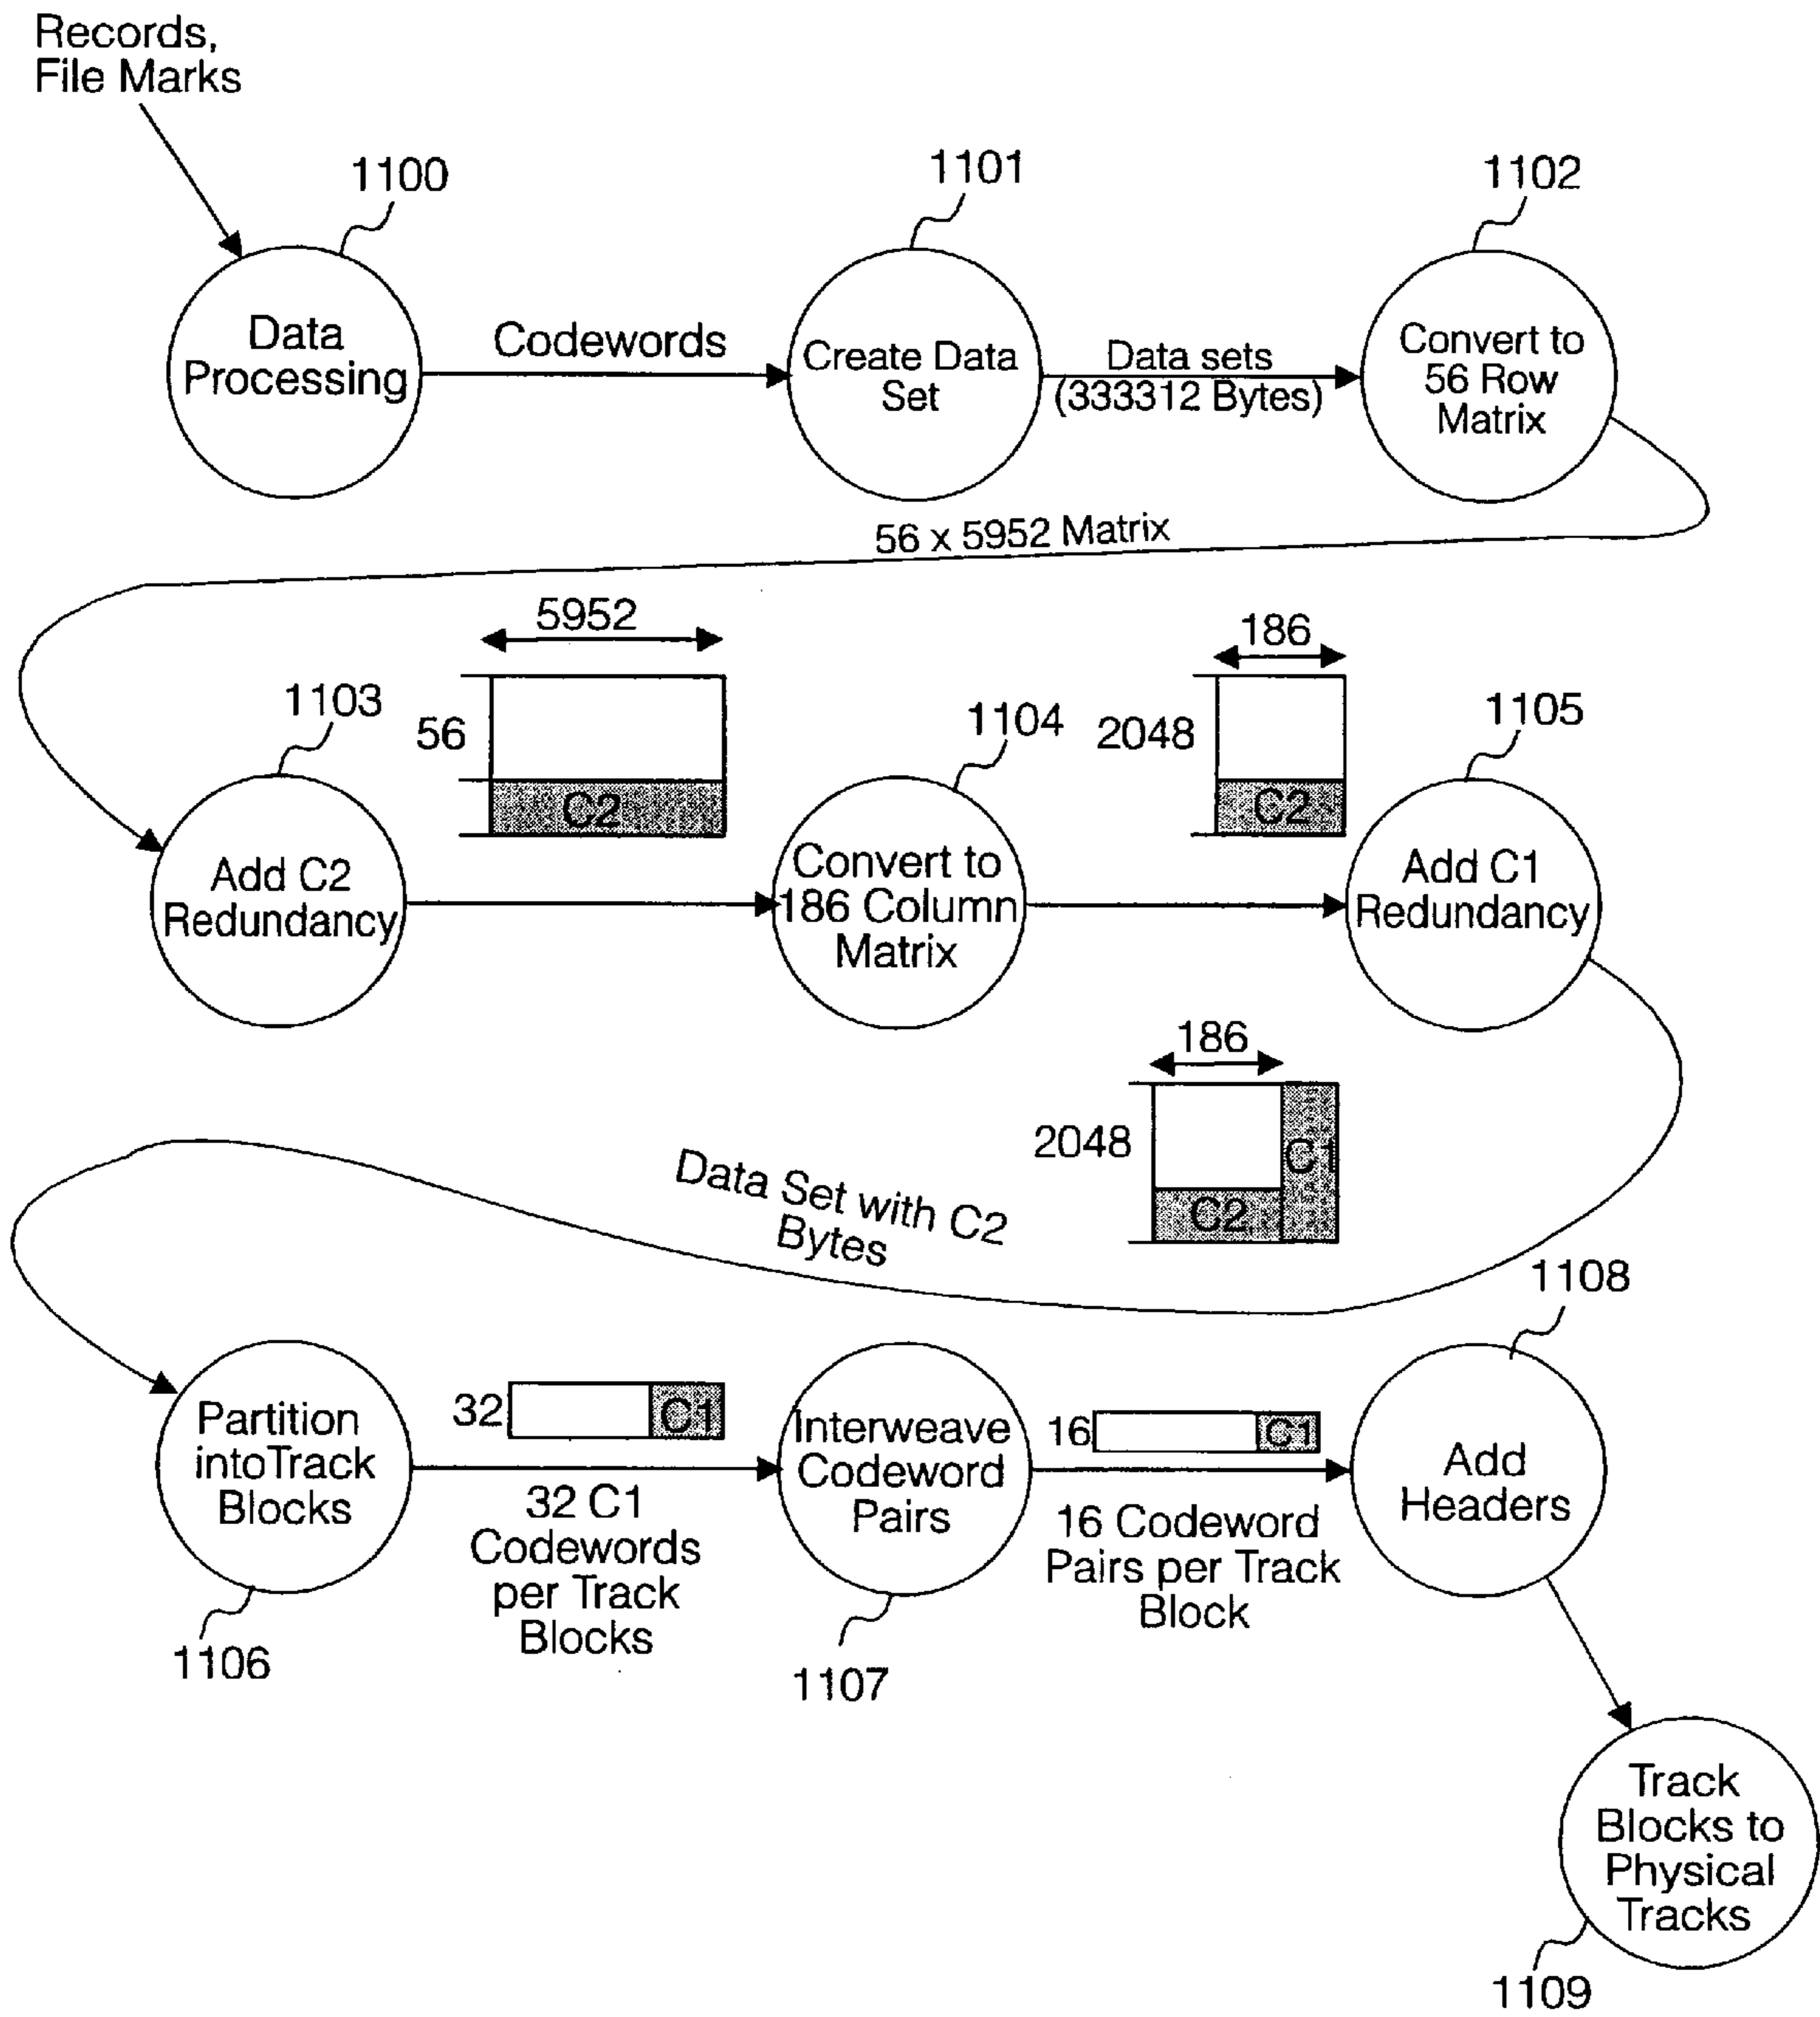 Records,
File Marks
1100
1101
1102
Data
Processing
Codewords
Create Data
Set
Data sets
(333312 Bytes)
Convert to
56 Row
Matrix
56 x 5952 Matrix
5952
186
1103
56
C2
1104
2048
C2
1105
Add C2
Redundancy
Convert to
186 Column
Matrix
Add C1
Redundancy
186
2048
C1
C2
Data Set with C2
Bytes
1108
Partition
intoTrack
Blocks
32
C1
32 C1
Codewords
per Track
Blocks
Interweave
Codeword
Pairs
16
C1
16 Codeword
Pairs per Track
Block
Add
Headers
1106
1107
Track
Blocks to
Physical
Tracks
1109